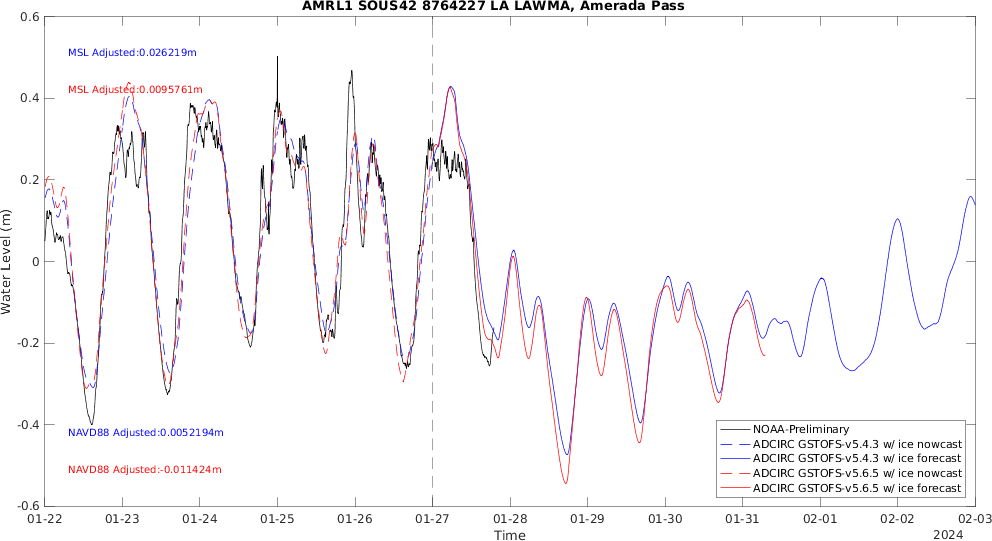 AMRL1 SOUS42 8764227 LA LAWMA, Amerada Pass
Water Level (m)
0.6
0.4
0.2
0
-0.2
-0.4
-0.6
MSL Adjusted:0.026219m
MSL Adjusted:0.0095761m
NAVD88 Adjusted:0.0052194m
NAVD88 Adjusted:-0.011424m
NOAA-Preliminary
ADCIRC GSTOFS-v5.4.3 w/ ice nowcast
ADCIRC GSTOFS-v5.4.3 w/ ice forecast
ADCIRC GSTOFS-v5.6.5 w/ ice nowcast
ADCIRC GSTOFS-v5.6.5 w/ ice forecast
01-22 01-23 01-24 01-25 01-26 01-27 01-28 01-29 01-30 01-31 02-01 02-02 02-03
Time
2024